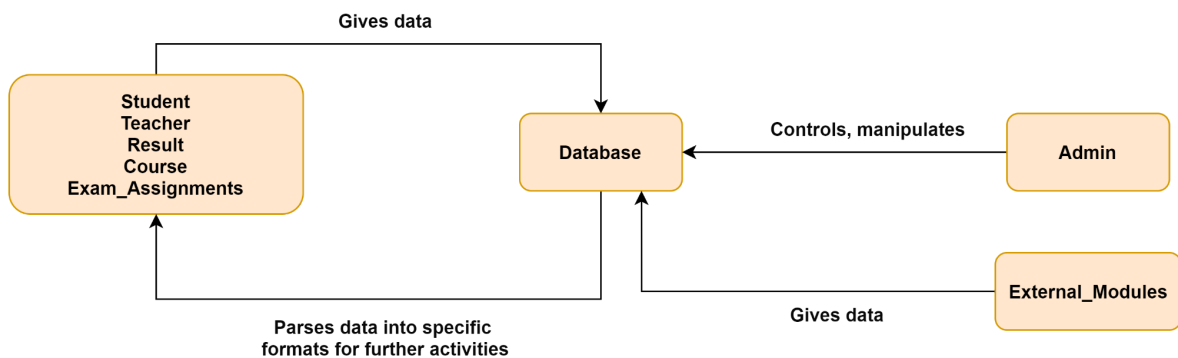 Gives data
Student
Teacher
Result
Course
Exam_Assignments
Database
Controls, manipulates
Admin
External_Modules
Gives data
Parses data into specific
formats for further activities